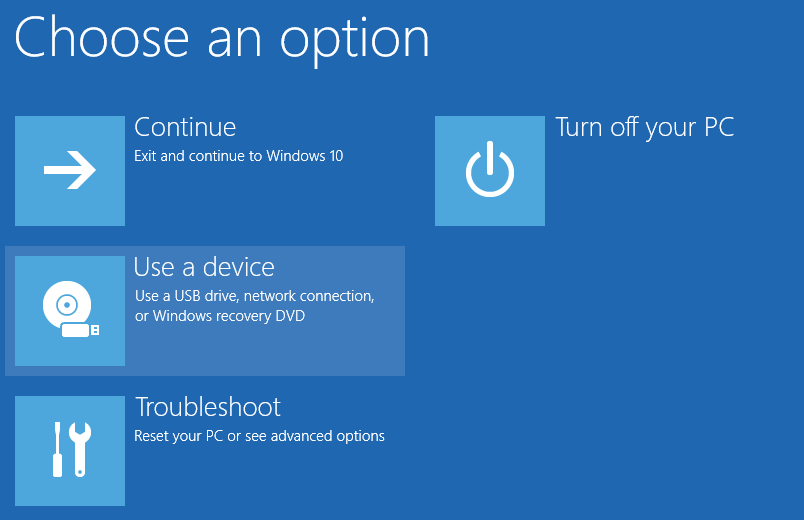 Choose an option
Continue
Exit and continue to Windows 10
Turn off your PC
Use a device
Use a USB drive, network connection,
or Windows recovery DVD
Troubleshoot
Reset your PC or see advanced options